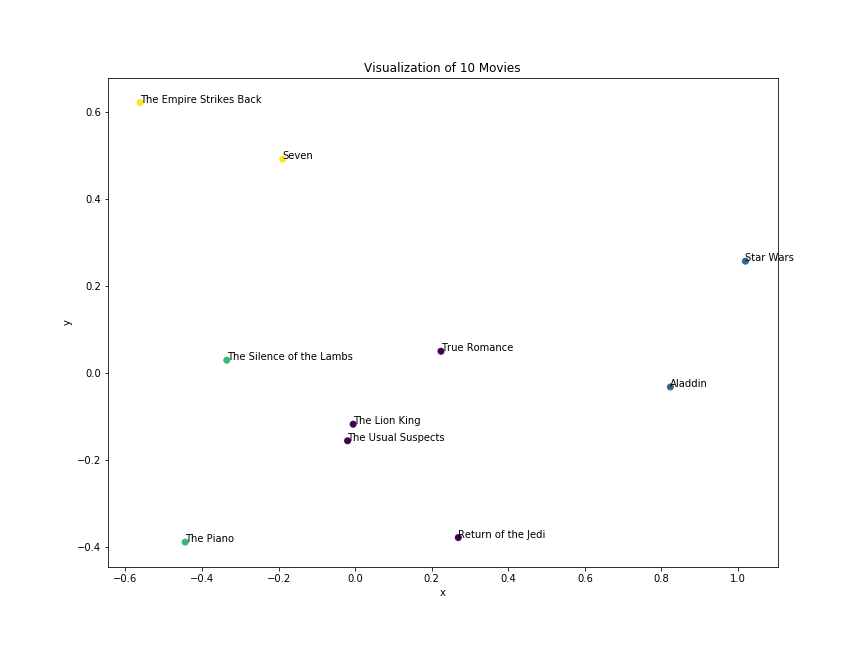 Visualization of 10 Movies
0.6
0.4
0.2
0.0
−0.2
−0.4
y
The Empire Strikes Back
Seven
Star Wars
True Romance
The Silence of the Lambs
Aladdin
The Lion King
The Usual Suspects
Return of the Jedi
The Piano
−0.6 −0.4 −0.2 0.0 0.2 0.4 0.6 0.8 1.0
x